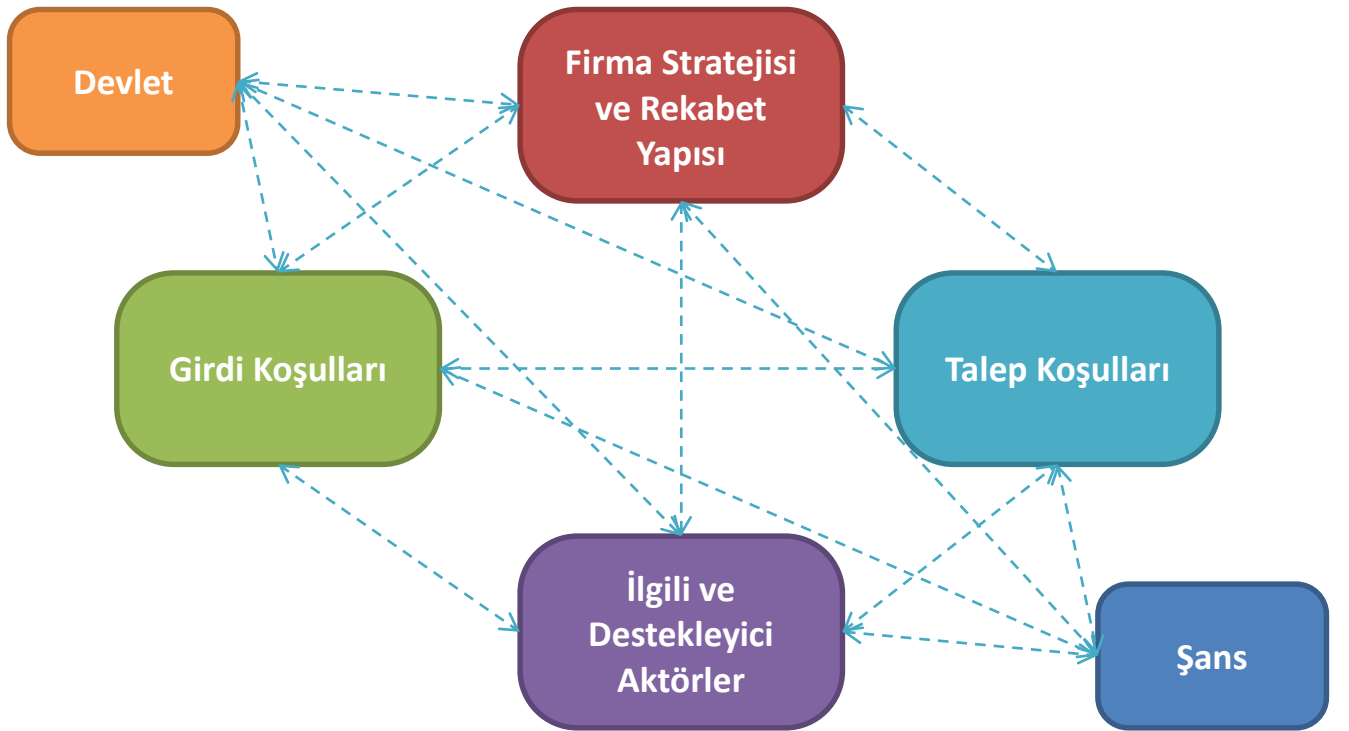 Devlet
Firma Stratejisi
ve Rekabet
Yapısı
Girdi Koşulları
Talep Koşulları
İlgili ve
Destekleyici
Aktörler
Şans